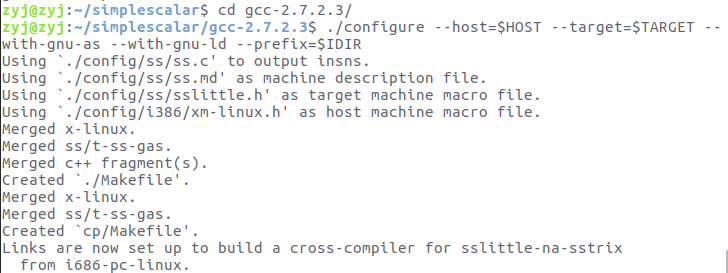 zyj@zyj:~/simplescalar$ cd gcc-2.7.2.3/
zyj@zyj:~/simplescalar/gcc-2.7.2.3$ ./configure --host=$HOST --target=$TARGET --
with-gnu-as --with-gnu-ld --prefix=$IDIR
Using `./config/ss/ss.c' to output insns.
Using `./config/ss/ss.md' as machine description file.
Using `./config/ss/sslittle.h' as target machine macro file.
Using `./config/i386/xm-linux.h' as host machine macro file.
Merged x-linux.
Merged ss/t-ss-gas.
Merged c++ fragment(s).
Created `./Makefile'.
Merged x-linux.
Merged ss/t-ss-gas.
Created `cp/Makefile'.
Links are now set up to build a cross-compiler for sslittle-na-sstrix
  from i686-pc-linux.